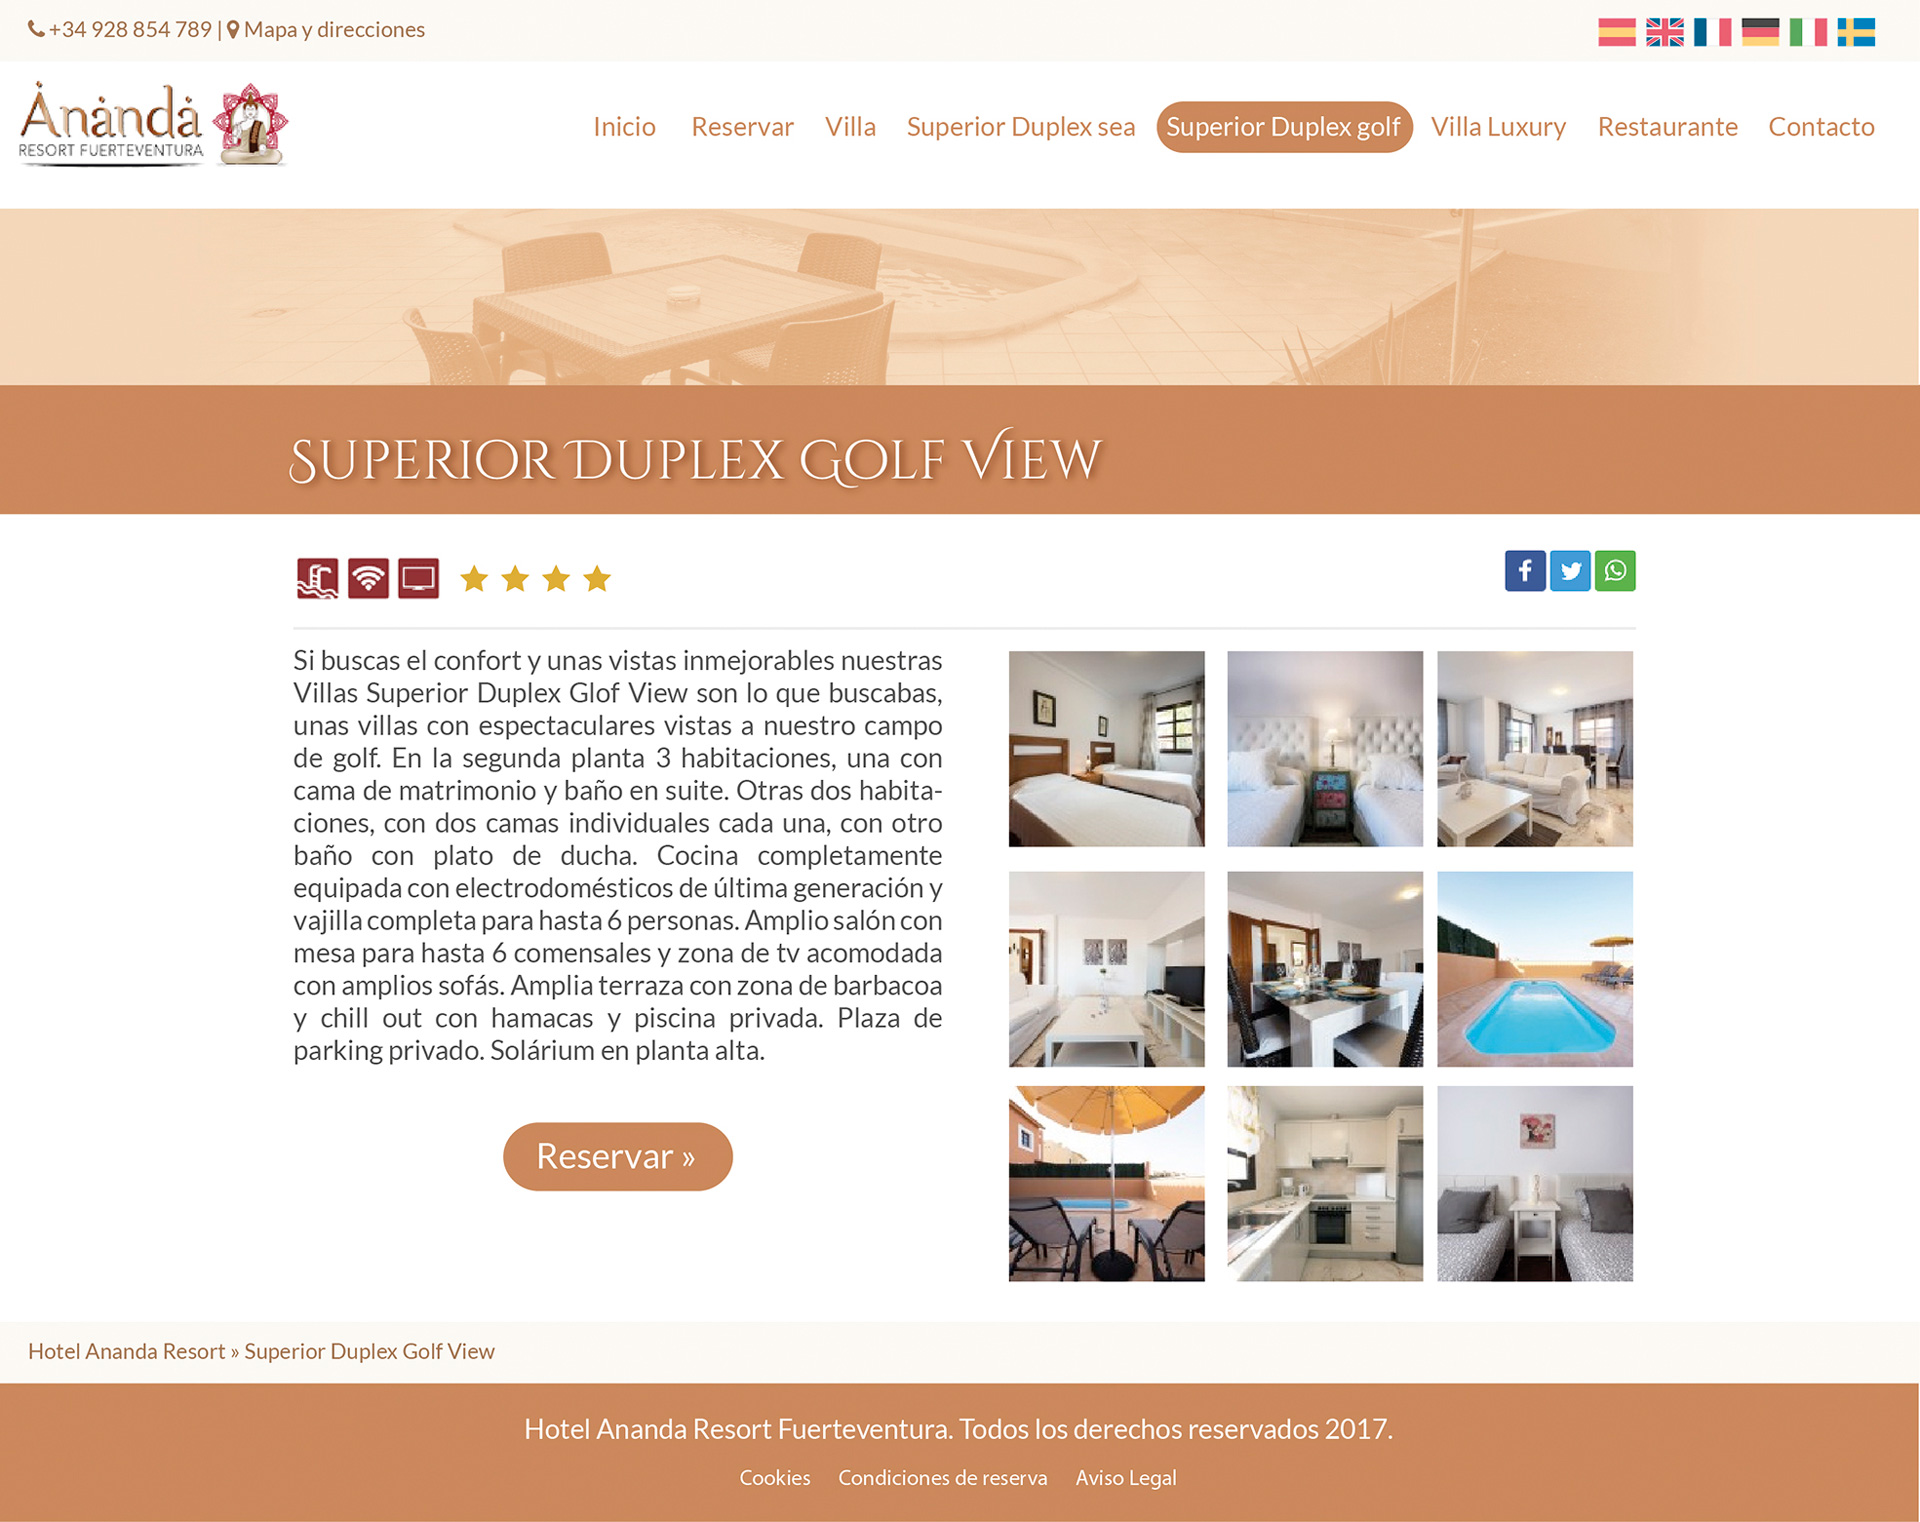 +34 928 854 789 | Mapa y direcciones
Ananda
RESORT FUERTEVENTURA
Inicio Reservar Villa Superior Duplex sea Superior Duplex golf Villa Luxury Restaurante Contacto
Superior Duplex Golf View
Si buscas el confort y unas vistas inmejorables nuestras
Villas Superior Duplex Glof View son lo que buscabas,
unas villas con espectaculares vistas a nuestro campo
de golf. En la segunda planta 3 habitaciones, una con
cama de matrimonio y baño en suite. Otras dos habita-
ciones, con dos camas individuales cada una, con otro
baño con plato de ducha. Cocina completamente
equipada con electrodomésticos de última generación y
vajilla completa para hasta 6 personas. Amplio salón con
mesa para hasta 6 comensales y zona de tv acomodada
con amplios sofás. Amplia terraza con zona de barbacoa
y chill out con hamacas y piscina privada. Plaza de
parking privado. Solárium en planta alta.
Reservar »
Hotel Ananda Resort » Superior Duplex Golf View
Hotel Ananda Resort Fuerteventura. Todos los derechos reservados 2017.
Cookies Condiciones de reserva Aviso Legal